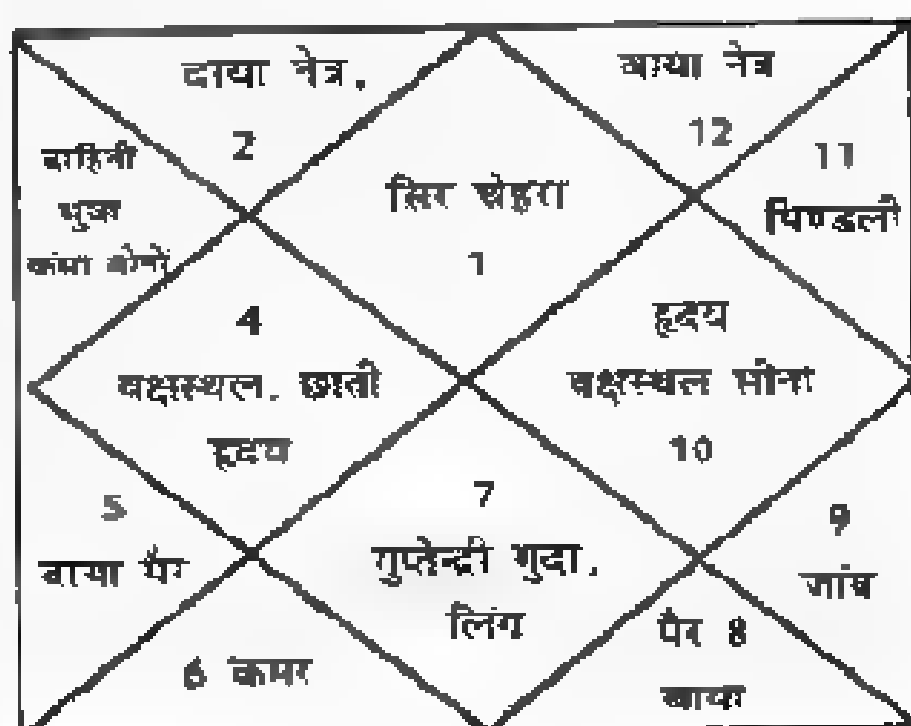 दाया नेत्र,
2
बाया नेत्र
12
दाहिनी
भुजा
11
पिण्डली
सिर चेहरा
1
4
वक्षस्थल. छाती
हृदय
हृदय
वक्षस्थल सीना
10
5
बाया पैर
7
गुप्तेन्द्री गुदा,
लिंग
9
जांघ
6 कमर
पैर 8
बाया